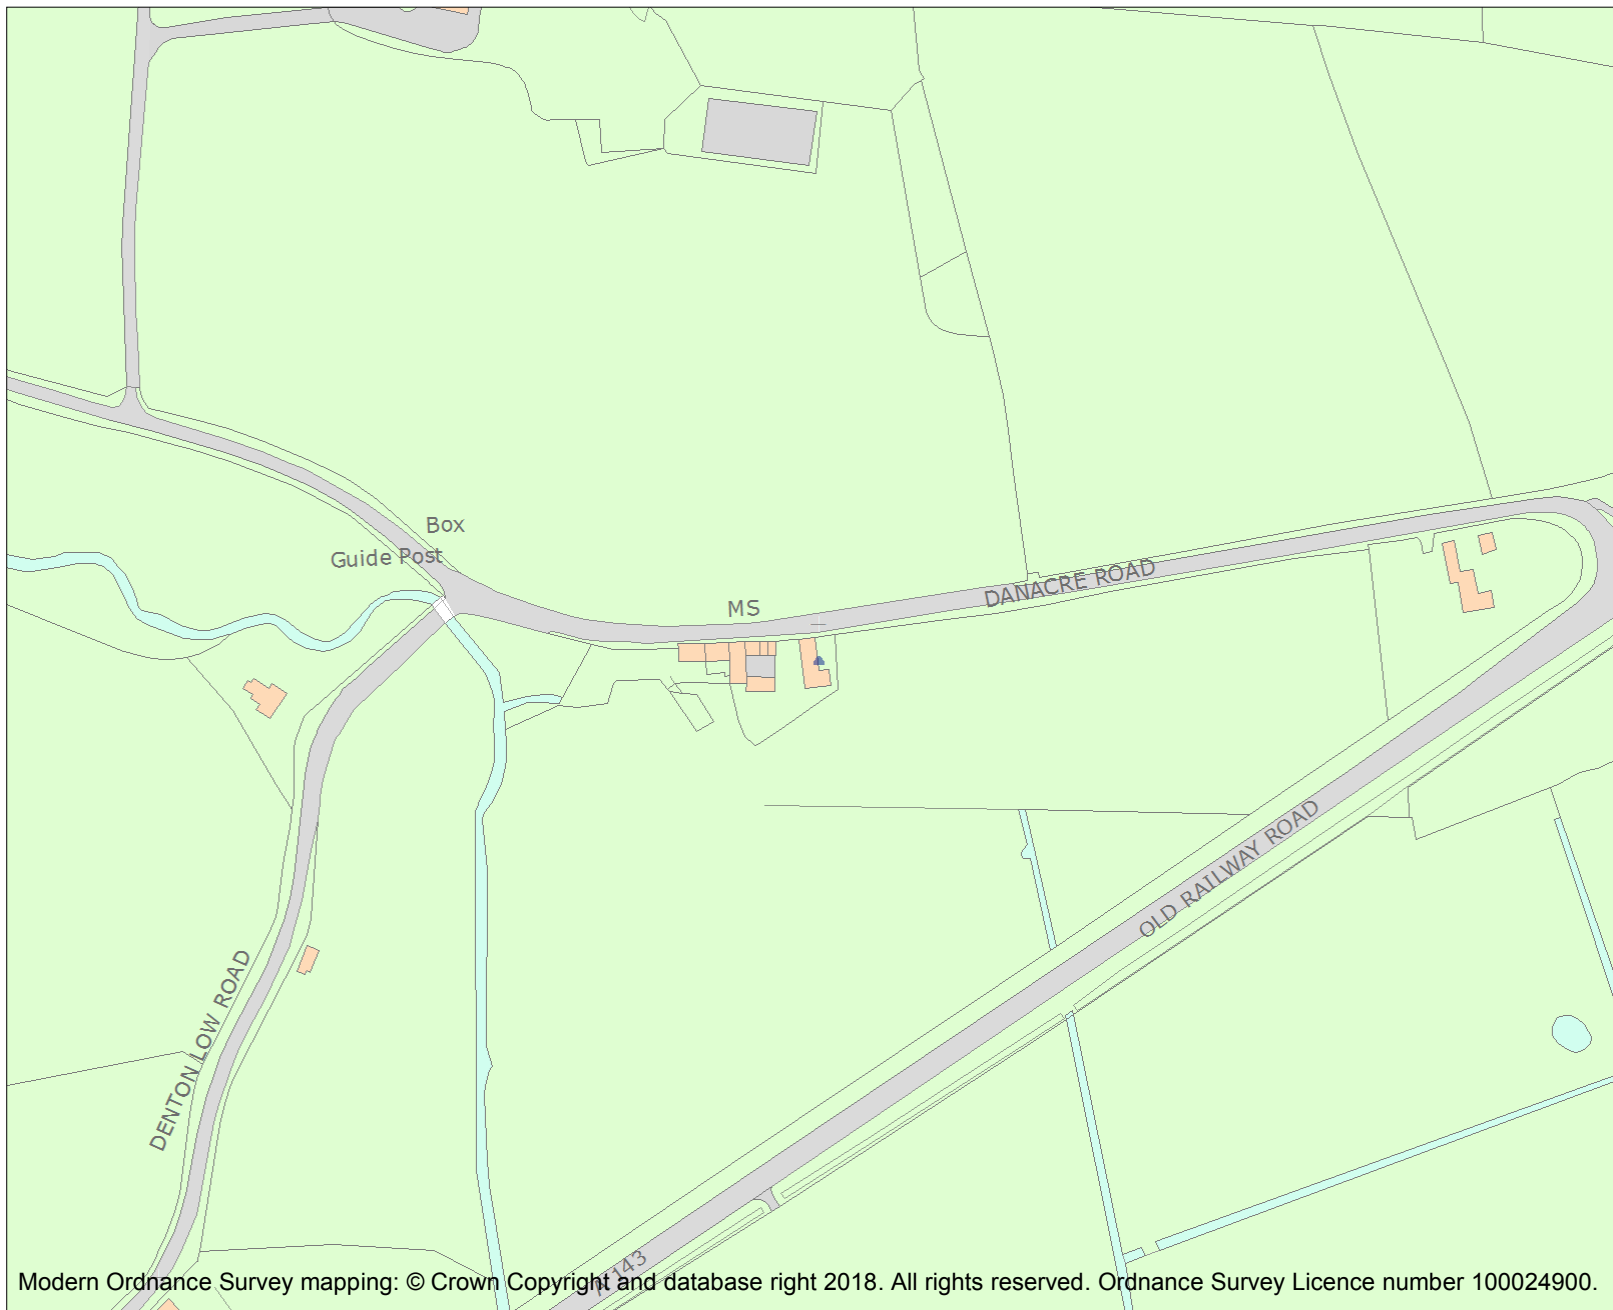 Box
Guide Post
MS
DANACRE ROAD
OLD RAILWAY ROAD
DENTON LOW ROAD
A 143
Modern Ordnance Survey mapping: © Crown Copyright and database right 2018. All rights reserved. Ordnance Survey Licence number 100024900.